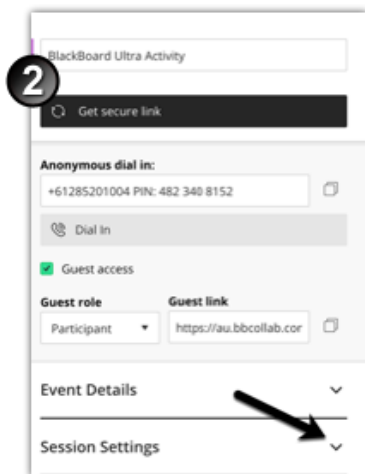 BlackBoard Ultra Activity
2
Get secure link
Anonymous dial in:
+61285201004 PIN: 482 340 8152
Dial In
Guest access
Guest role Guest link
Participant https://au.bbcollab.cor
Event Details
Session Settings